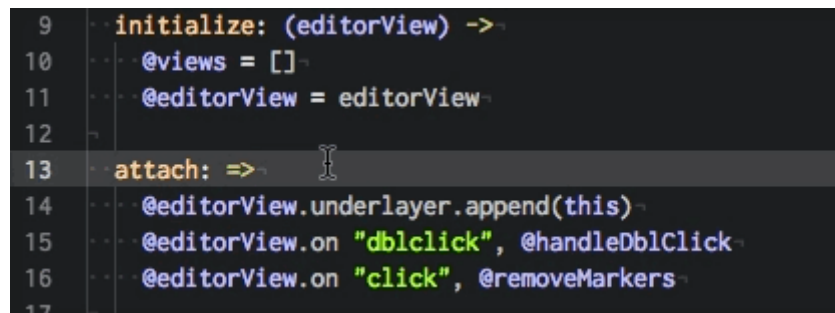 9 initialize: (editorView) ->
10 @views = []
11 @editorView = editorView
12
13 attach: =>
14 @editorView.underlayer.append(this)
15 @editorView.on "dblclick", @handleDblClick
16 @editorView.on "click", @removeMarkers
17